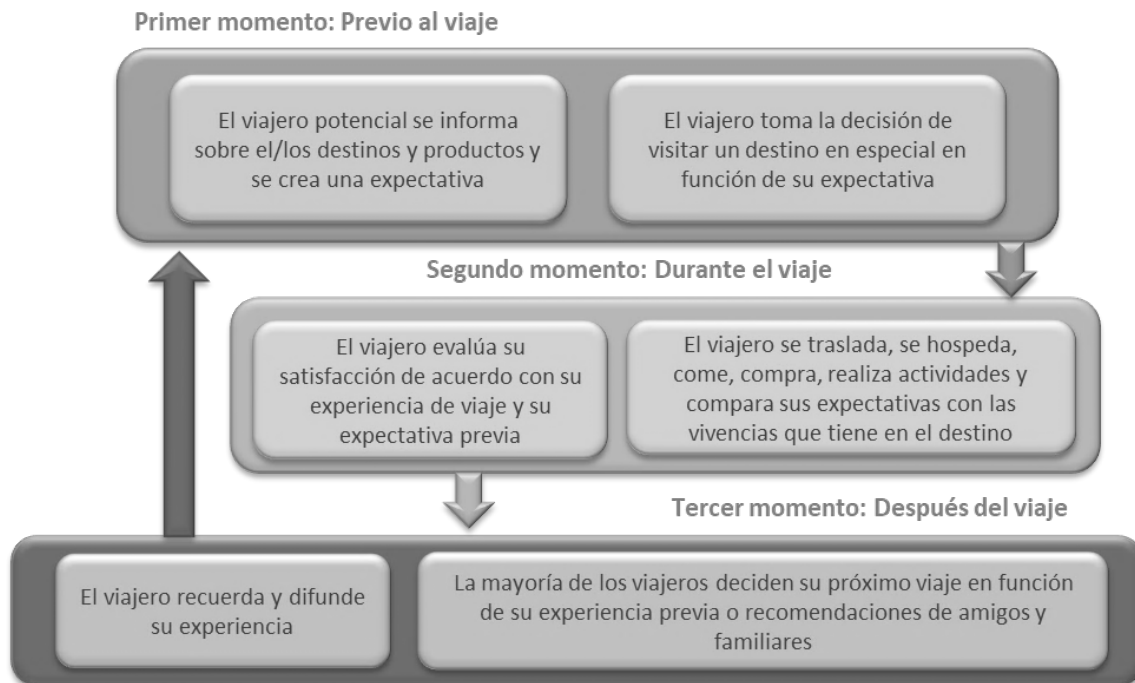 Primer momento: Previo al viaje
El viajero potencial se informa
sobre el/los destinos y productos y
se crea una expectativa
El viajero toma la decisión de
visitar un destino en especial en
función de su expectativa
Segundo momento: Durante el viaje
El viajero evalúa su
satisfacción de acuerdo con su
experiencia de viaje y su
expectativa previa
El viajero se traslada, se hospeda,
come, compra, realiza actividades y
compara sus expectativas con las
vivencias que tiene en el destino
Tercer momento: Después del viaje
El viajero recuerda y difunde
su experiencia
La mayoría de los viajeros deciden su próximo viaje en función
de su experiencia previa o recomendaciones de amigos y
familiares